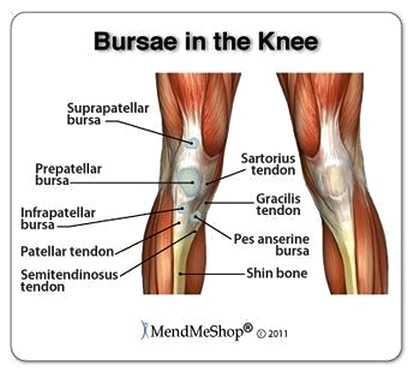 Bursae in the Knee
Suprapatellar
bursa
Prepatellar
bursa
Infrapatellar
bursa
Patellar tendon
Semitendinosus
tendon
Sartorius
tendon
Gracilis
tendon
Pes anserine
bursa
Shin bone
MendMeShop® © 2011